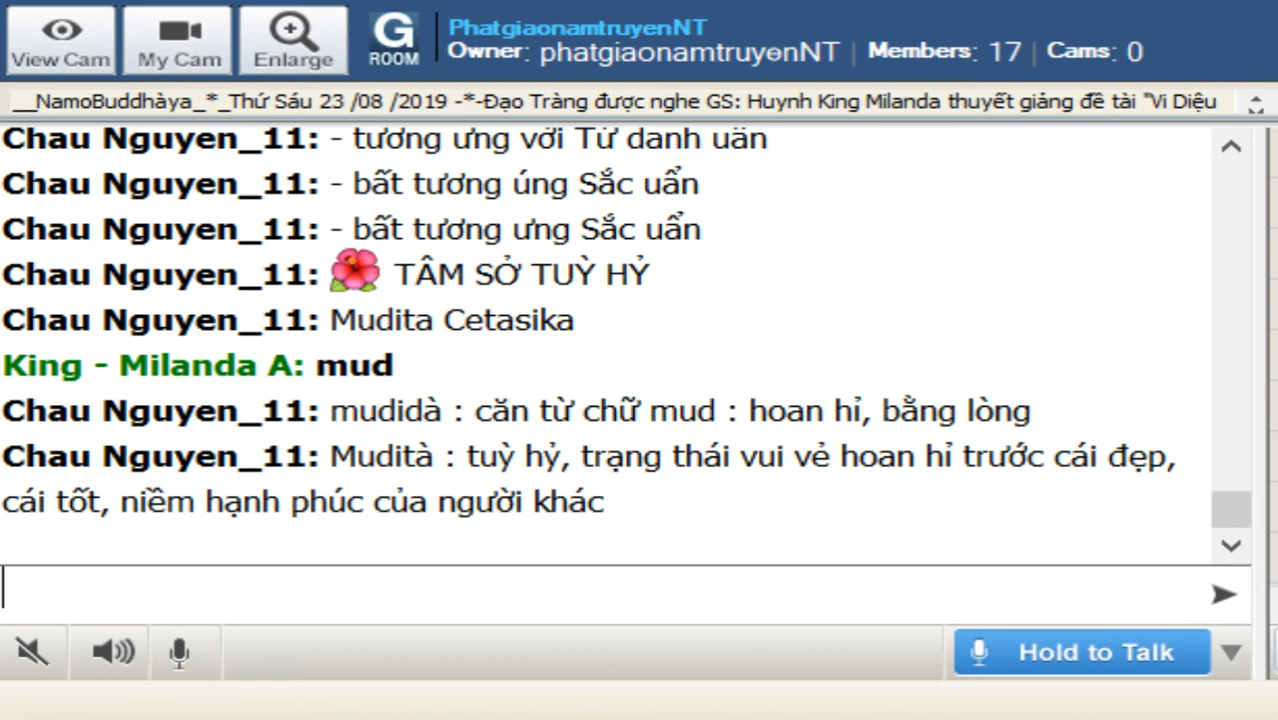 PhatgiaonamtruyenNT
View Cam My Cam Enlarge G ROOM Owner: phatgiaonamtruyenNT | Members: 17 | Cams: 0
__NamoBuddhàya_*_Thứ Sáu 23 /08 /2019 -*-Đạo Tràng được nghe GS: Huynh King Milanda thuyết giảng đề tài "Vi Diệu
Chau Nguyen_11: - tương ưng với Tứ danh uẩn
Chau Nguyen_11: - bất tương úng Sắc uẩn
Chau Nguyen_11: - bất tương ưng Sắc uẩn
Chau Nguyen_11: TÂM SỞ TUỲ HỶ
Chau Nguyen_11: Mudita Cetasika
King - Milanda A: mud
Chau Nguyen_11: mudidà : căn từ chữ mud : hoan hỉ, bằng lòng
Chau Nguyen_11: Mudità : tuỳ hỷ, trạng thái vui vẻ hoan hỉ trước cái đẹp,
cái tốt, niềm hạnh phúc của người khác
Hold to Talk